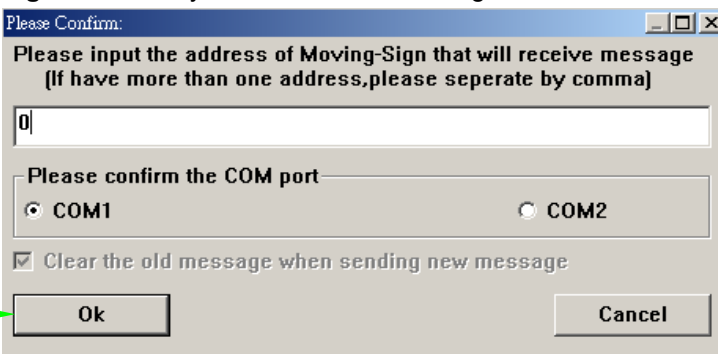 Please Confirm:
Please input the address of Moving-Sign that will receive message
(If have more than one address,please seperate by comma)
0
Please confirm the COM port
COM1 COM2
Clear the old message when sending new message
Ok Cancel